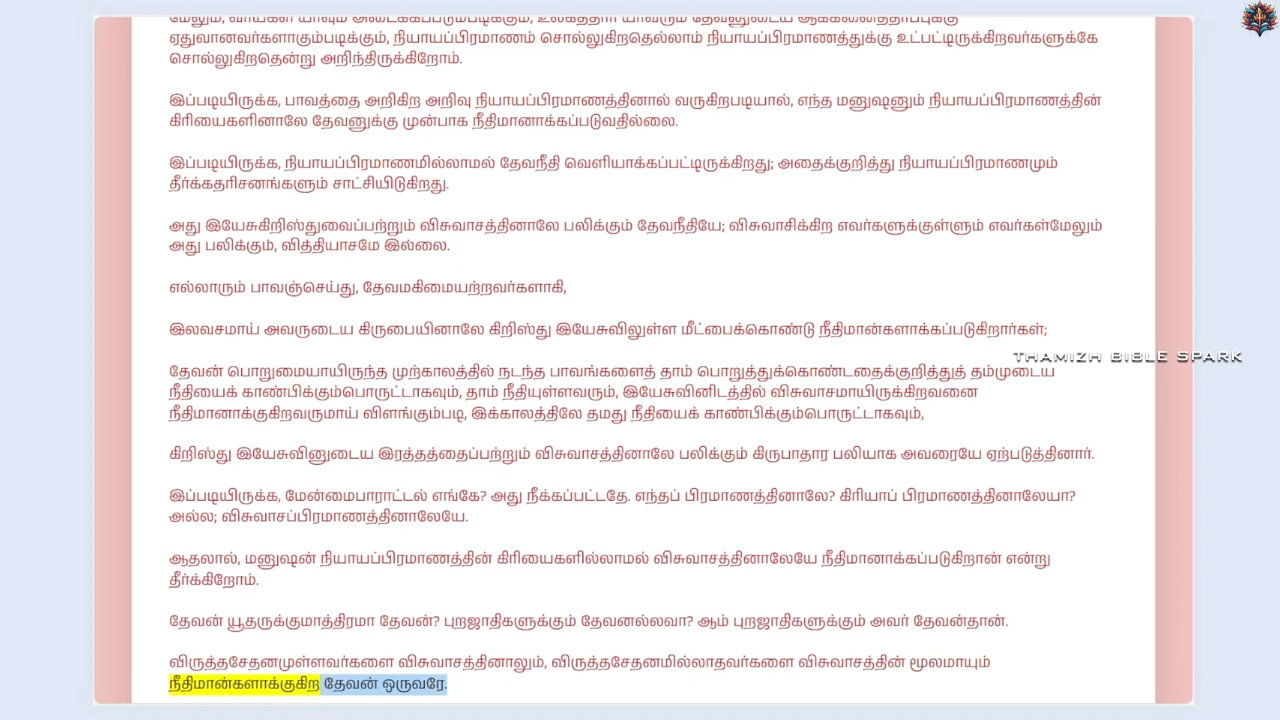 மேலும், வாய்கள் யாவும் அடைக்கப்படும்படிக்கும், உலகத்தார் யாவரும் தேவனுடைய ஆக்கினைத்தீர்ப்புக்கு
ஏதுவானவர்களாகும்படிக்கும், நியாயப்பிரமாணம் சொல்லுகிறதெல்லாம் நியாயப்பிரமாணத்துக்கு உட்பட்டிருக்கிறவர்களுக்கே
சொல்லுகிறதென்று அறிந்திருக்கிறோம்.
இப்படியிருக்க, பாவத்தை அறிகிற அறிவு நியாயப்பிரமாணத்தினால் வருகிறபடியால், எந்த மனுஷனும் நியாயப்பிரமாணத்தின்
கிரியைகளினாலே தேவனுக்கு முன்பாக நீதிமானாக்கப்படுவதில்லை.
இப்படியிருக்க, நியாயப்பிரமாணமில்லாமல் தேவநீதி வெளியாக்கப்பட்டிருக்கிறது; அதைக்குறித்து நியாயப்பிரமாணமும்
தீர்க்கதரிசனங்களும் சாட்சியிடுகிறது.
அது இயேசுகிறிஸ்துவைப்பற்றும் விசுவாசத்தினாலே பலிக்கும் தேவநீதியே; விசுவாசிக்கிற எவர்களுக்குள்ளும் எவர்கள்மேலும்
அது பலிக்கும், வித்தியாசமே இல்லை.
எல்லாரும் பாவஞ்செய்து, தேவமகிமையற்றவர்களாகி,
இலவசமாய் அவருடைய கிருபையினாலே கிறிஸ்து இயேசுவிலுள்ள மீட்பைக்கொண்டு நீதிமான்களாக்கப்படுகிறார்கள்;
THAMIZH BIBLE SPARK
தேவன் பொறுமையாயிருந்த முற்காலத்தில் நடந்த பாவங்களைத் தாம் பொறுத்துக்கொண்டதைக்குறித்துத் தம்முடைய
நீதியைக் காண்பிக்கும்பொருட்டாகவும், தாம் நீதியுள்ளவரும், இயேசுவினிடத்தில் விசுவாசமாயிருக்கிறவனை
நீதிமானாக்குகிறவருமாய் விளங்கும்படி, இக்காலத்திலே தமது நீதியைக் காண்பிக்கும்பொருட்டாகவும்,
கிறிஸ்து இயேசுவினுடைய இரத்தத்தைப்பற்றும் விசுவாசத்தினாலே பலிக்கும் கிருபாதார பலியாக அவரையே ஏற்படுத்தினார்.
இப்படியிருக்க, மேன்மைபாராட்டல் எங்கே? அது நீக்கப்பட்டதே. எந்தப் பிரமாணத்தினாலே? கிரியாப் பிரமாணத்தினாலேயா?
அல்ல; விசுவாசப்பிரமாணத்தினாலேயே.
ஆதலால், மனுஷன் நியாயப்பிரமாணத்தின் கிரியைகளில்லாமல் விசுவாசத்தினாலேயே நீதிமானாக்கப்படுகிறான் என்று
தீர்க்கிறோம்.
தேவன் யூதருக்குமாத்திரமா தேவன்? புறஜாதிகளுக்கும் தேவனல்லவா? ஆம் புறஜாதிகளுக்கும் அவர் தேவன்தான்.
விருத்தசேதனமுள்ளவர்களை விசுவாசத்தினாலும், விருத்தசேதனமில்லாதவர்களை விசுவாசத்தின் மூலமாயும்
நீதிமான்களாக்குகிற தேவன் ஒருவரே.